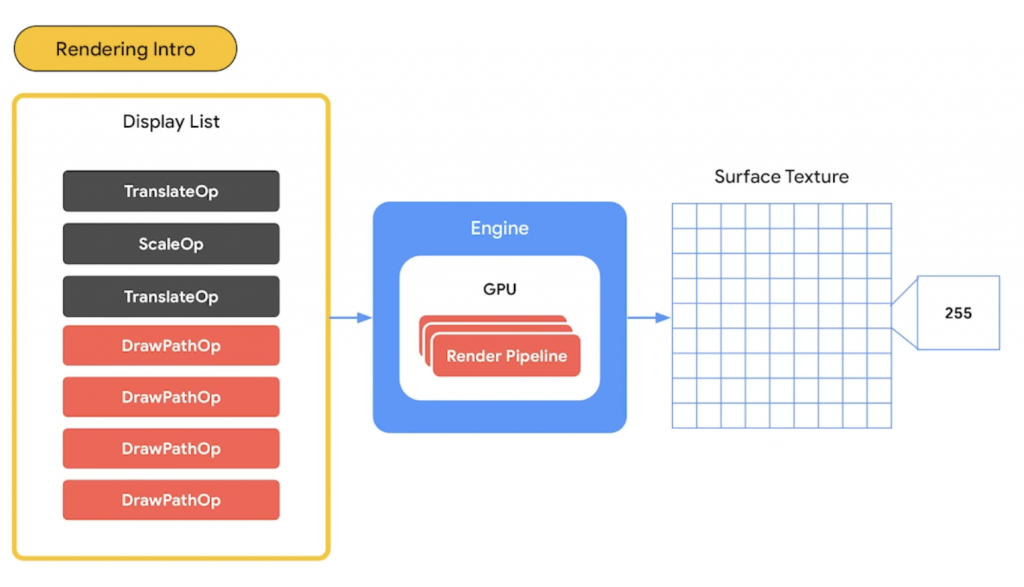 Rendering Intro
Display List
TranslateOp
ScaleOp
TranslateOp
DrawPathOp
DrawPathOp
DrawPathOp
DrawPathOp
Engine
GPU
Render Pipeline
Surface Texture
255